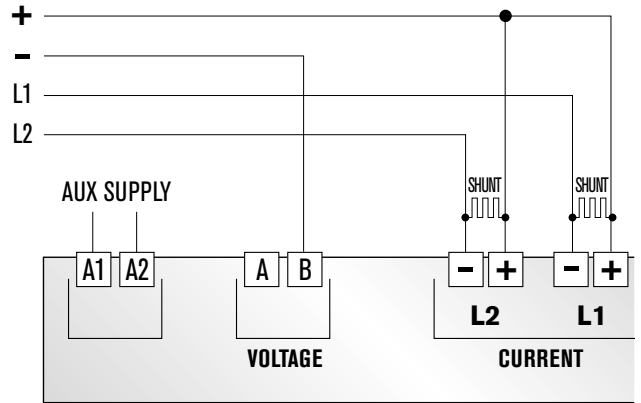 +
−
L1
L2
AUX SUPPLY
SHUNT SHUNT
A1 A2 A B − + − +
L2 L1
VOLTAGE CURRENT